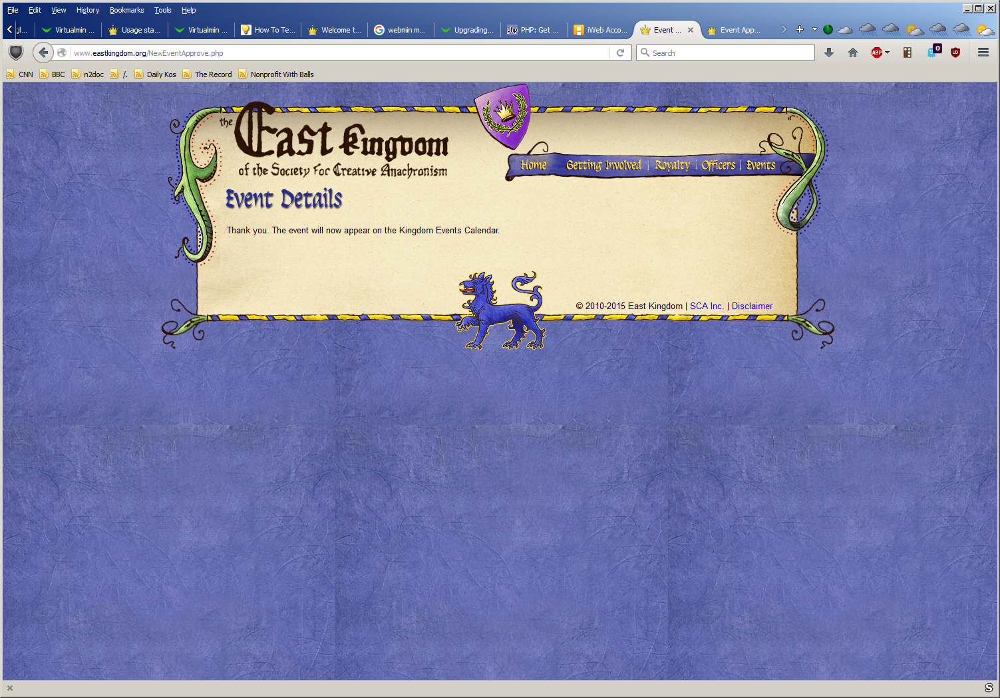 File Edit View History Bookmarks Tools Help
gl... Virtualmin ... Usage sta... Virtualmin ... How To Te... Welcome t... webmin m... Upgrading... php PHP: Get ... iWeb Acco... Event ... Event App...
www.eastkingdom.org/NewEventApprove.php Search ABP 0
CNN BBC n2doc /. Daily Kos The Record Nonprofit With Balls
the East Kingdom
of the Society For Creative Anachronism
Home Getting Involved | Royalty | Officers | Events
Event Details
Thank you. The event will now appear on the Kingdom Events Calendar.
© 2010-2015 East Kingdom | SCA Inc. | Disclaimer
S